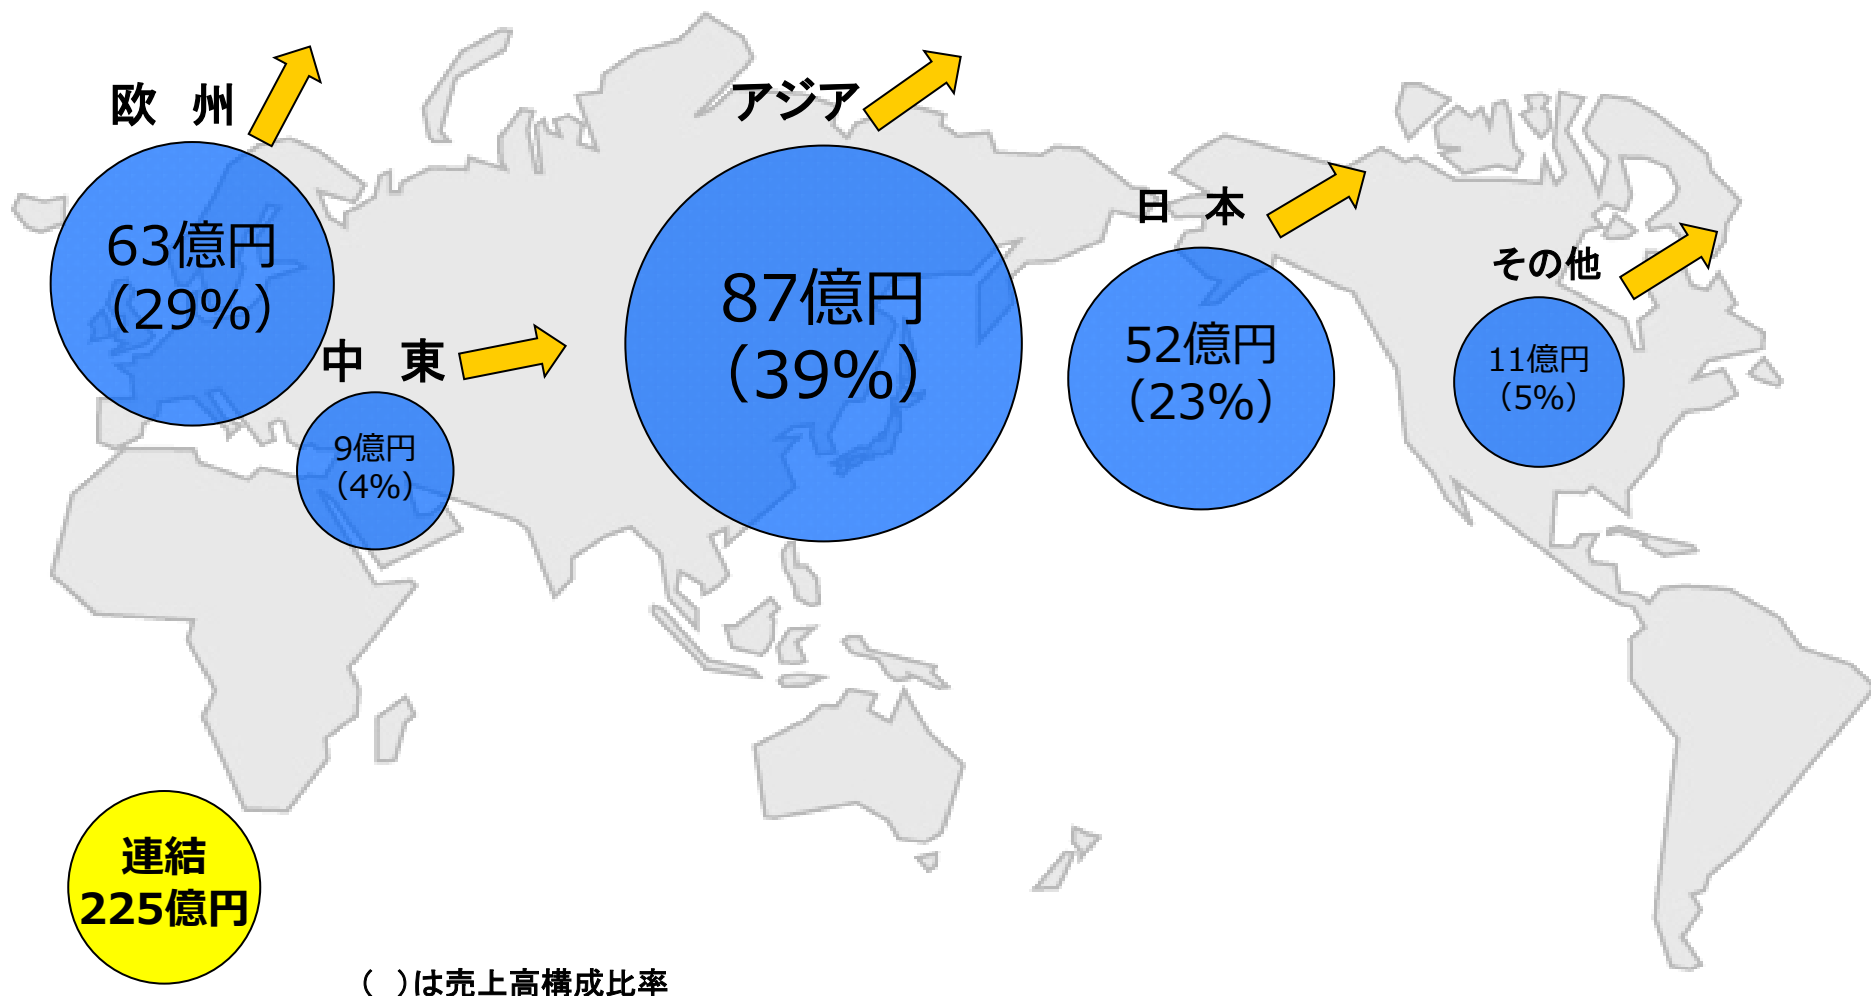 欧　州
63億円
（29%）
中　東
9億円
（4%）
アジア
87億円
（39%）
日　本
52億円
（23%）
その他
11億円
（5%）
連結
225億円
（　）は売上高構成比率